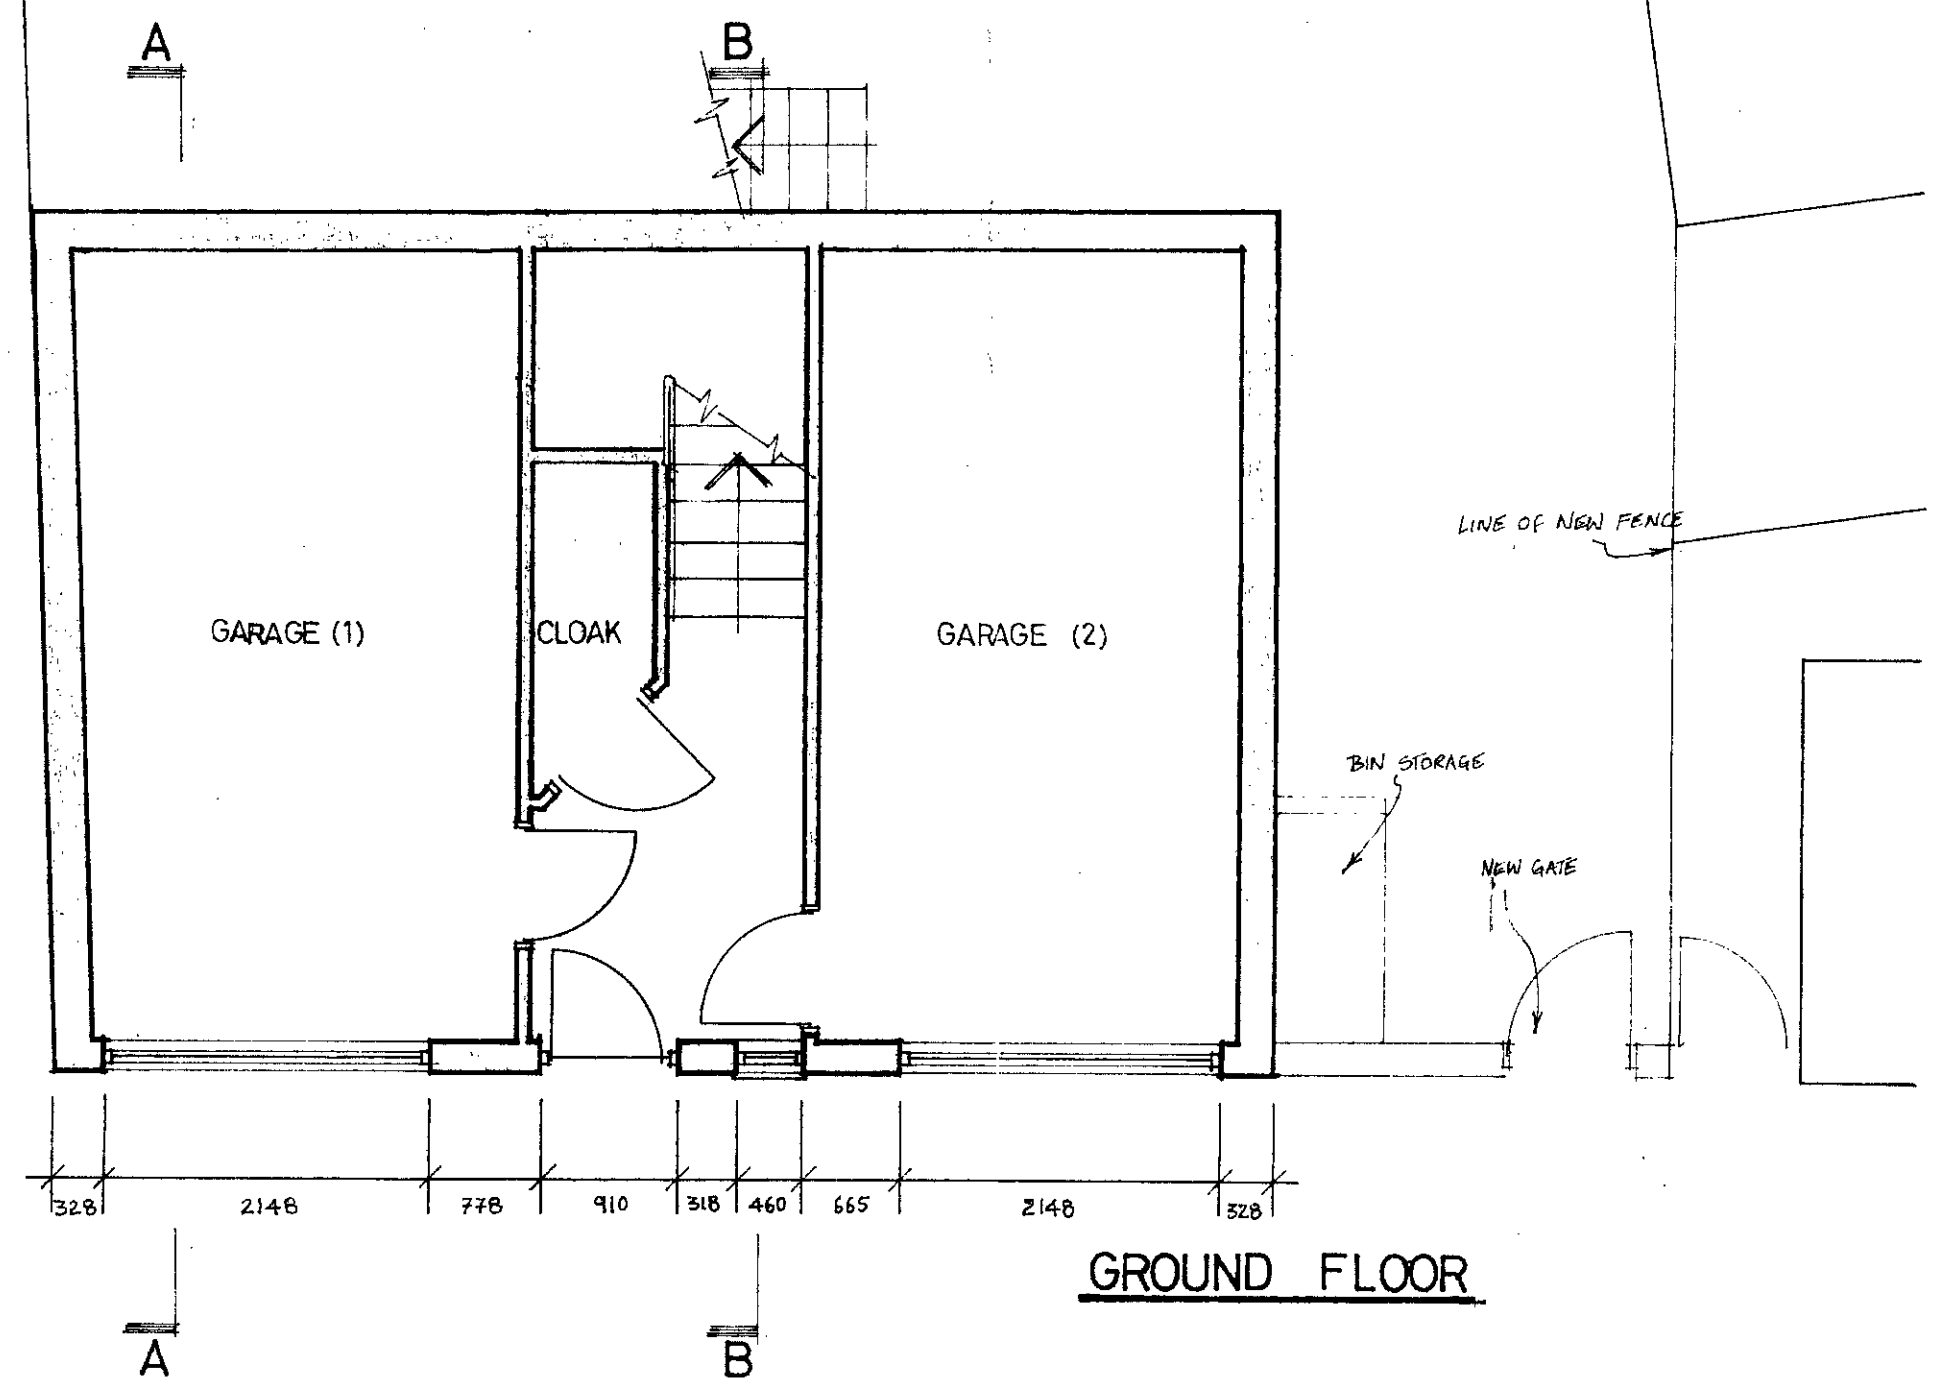 A B
LINE OF NEW FENCE
GARAGE (1) CLOAK GARAGE (2)
BIN STORAGE
NEW GATE
328 2148 778 910 318 460 665 2148 328
GROUND FLOOR
A B